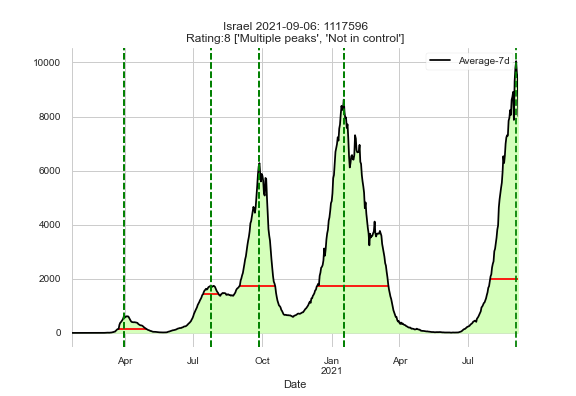 Israel 2021-09-06: 1117596
Rating:8 ['Multiple peaks', 'Not in control']
Average-7d
10000
8000
6000
4000
2000
0
Apr
Jul
Oct
Jan
2021
Apr
Jul
Date